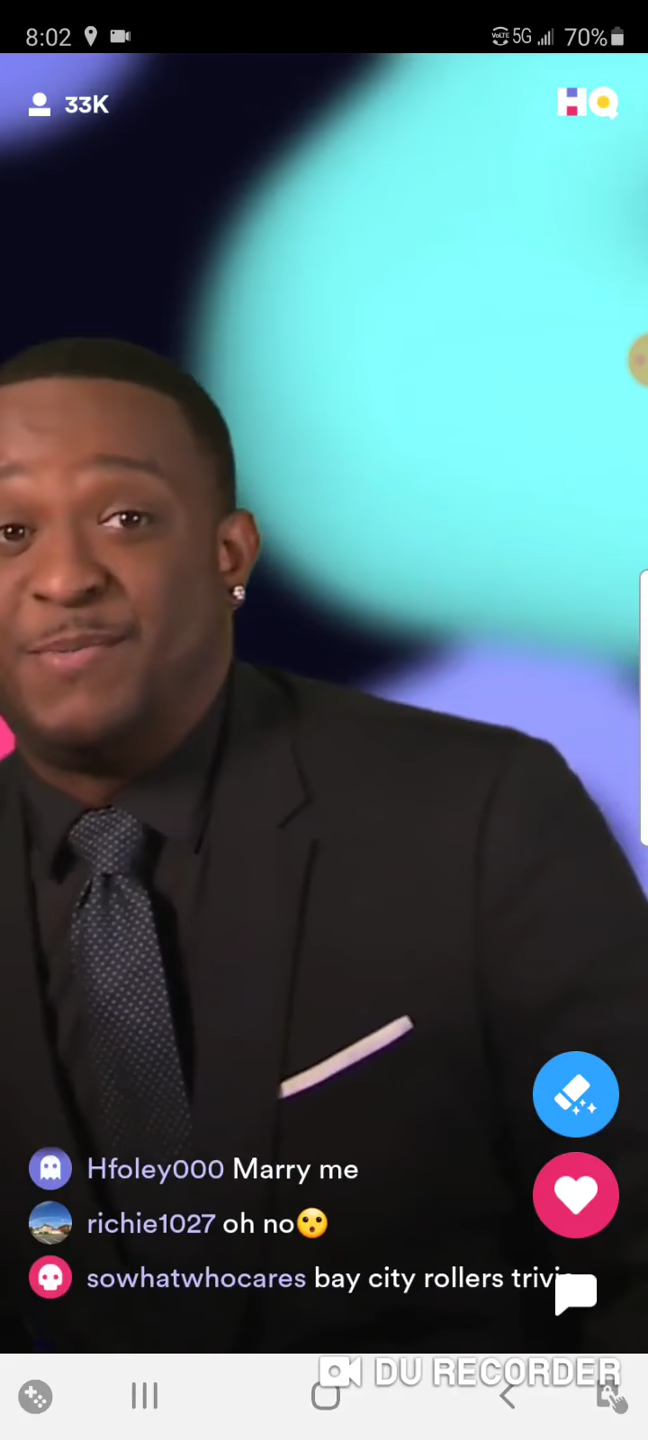 8:02 VoLTE 5G 70%
33K HQ
Hfoley000 Marry me
richie1027 oh no😮
sowhatwhocares bay city rollers trivi
DU RECORDER